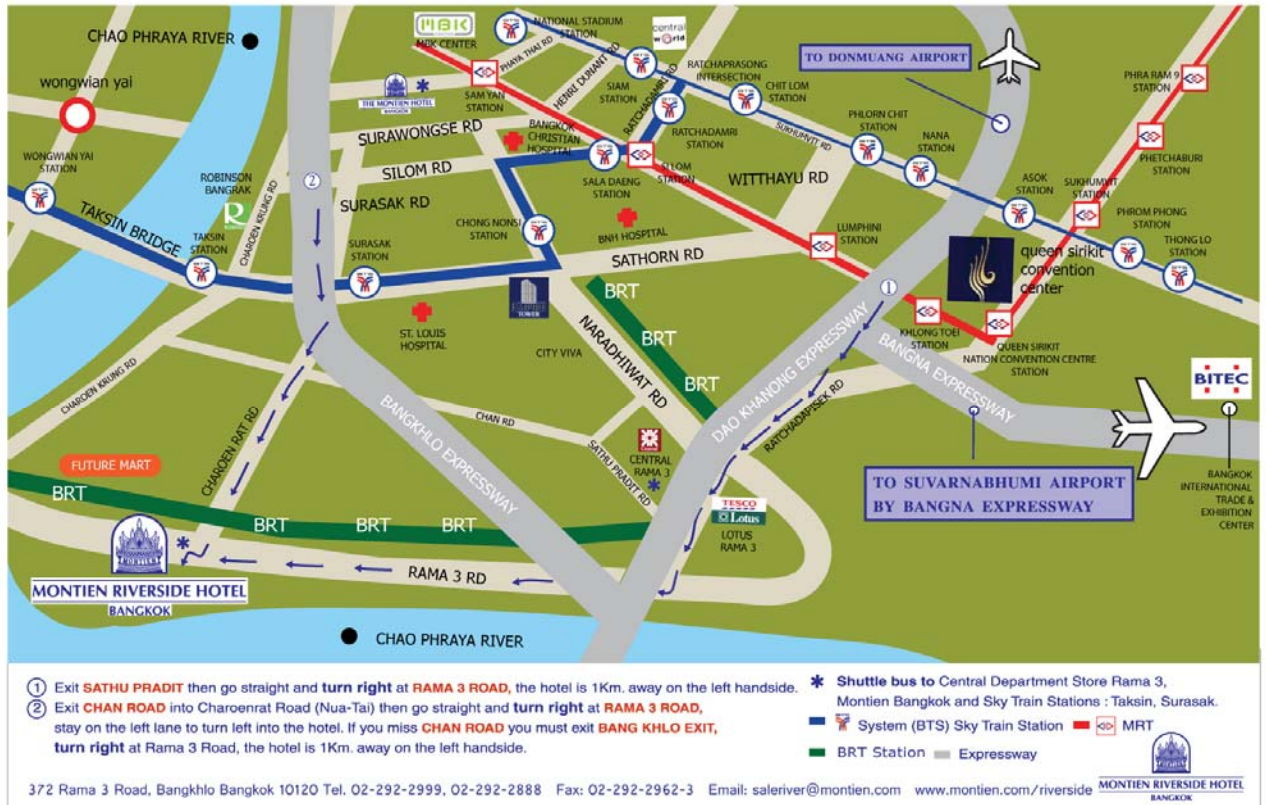 CHAO PHRAYA RIVER
wongwian yai
WONGWIAN YAI
STATION
TAKSIN BRIDGE
TAKSIN
STATION
ROBINSON
BANGRAK
CHAROEN KRUNG RD
MBK
MBK CENTER
NATIONAL STADIUM
STATION
PHAYA THAI RD
HENRI DUNANT RD
SAM YAN
STATION
THE MONTIEN HOTEL
BANGKOK
SURAWONGSE RD
SILOM RD
SURASAK RD
SURASAK
STATION
BANGKOK
CHRISTIAN
HOSPITAL
central
world
SIAM
STATION
RATCHADAMRI RD
RATCHAPRASONG
INTERSECTION
RATCHADAMRI
STATION
CHIT LOM
STATION
SUKHUMVIT RD
SALA DAENG
STATION
SI LOM
STATION
WITTHAYU RD
BNH HOSPITAL
CHONG NONSI
STATION
SATHORN RD
LUMPHINI
STATION
PHLORN CHIT
STATION
NANA
STATION
TO DONMUANG AIRPORT
PHRA RAM 9
STATION
PHETCHABURI
STATION
ASOK
STATION
SUKHUMVIT
STATION
PHROM PHONG
STATION
THONG LO
STATION
queen sirikit
convention
center
KHLONG TOEI
STATION
QUEEN SIRIKIT
NATION CONVENTION CENTRE
STATION
ST. LOUIS
HOSPITAL
TOWER
CITY VIVA
BRT
BRT
BRT
NARADHIWAT RD
DAO KHANONG EXPRESSWAY
BANGNA EXPRESSWAY
RATCHADAPISEK RD
BITEC
BANGKOK
INTERNATIONAL
TRADE &
EXHIBITION
CENTER
TO SUVARNABHUMI AIRPORT
BY BANGNA EXPRESSWAY
CHAROEN KRUNG RD
CHAROEN RAT RD
BANGKHLO EXPRESSWAY
CHAN RD
SATHU PRADIT RD
CENTRAL
RAMA 3
TESCO
Lotus
LOTUS
RAMA 3
FUTURE MART
BRT
BRT
BRT
BRT
RAMA 3 RD
MONTIEN
MONTIEN RIVERSIDE HOTEL
BANGKOK
CHAO PHRAYA RIVER
1 Exit SATHU PRADIT then go straight and turn right at RAMA 3 ROAD, the hotel is 1Km. away on the left handside.
2 Exit CHAN ROAD into Charoenrat Road (Nua-Tai) then go straight and turn right at RAMA 3 ROAD,
stay on the left lane to turn left into the hotel. If you miss CHAN ROAD you must exit BANG KHLO EXIT,
turn right at Rama 3 Road, the hotel is 1Km. away on the left handside.
* Shuttle bus to Central Department Store Rama 3,
Montien Bangkok and Sky Train Stations : Taksin, Surasak.
System (BTS) Sky Train Station MRT
BRT Station Expressway
372 Rama 3 Road, Bangkhlo Bangkok 10120 Tel. 02-292-2999, 02-292-2888 Fax: 02-292-2962-3 Email: saleriver@montien.com www.montien.com/riverside
MONTIEN RIVERSIDE HOTEL
BANGKOK